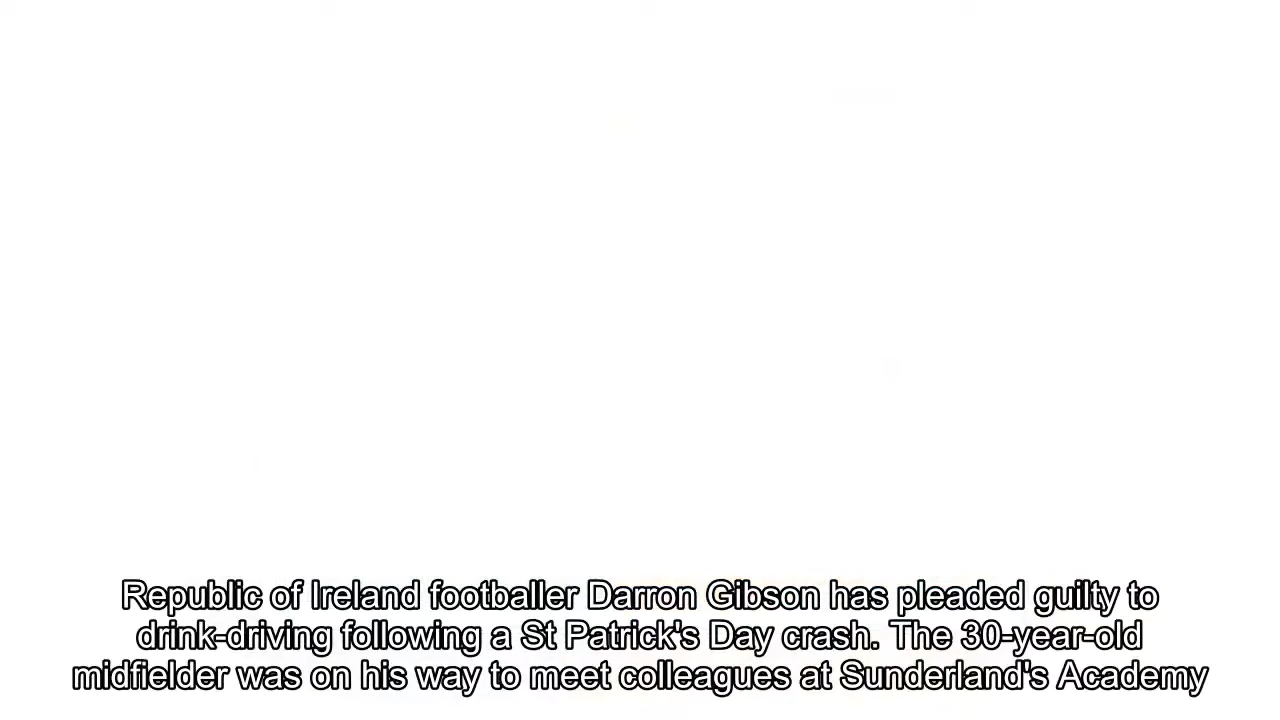 Republic of Ireland footballer Darron Gibson has pleaded guilty to
drink-driving following a St Patrick's Day crash. The 30-year-old
midfielder was on his way to meet colleagues at Sunderland's Academy